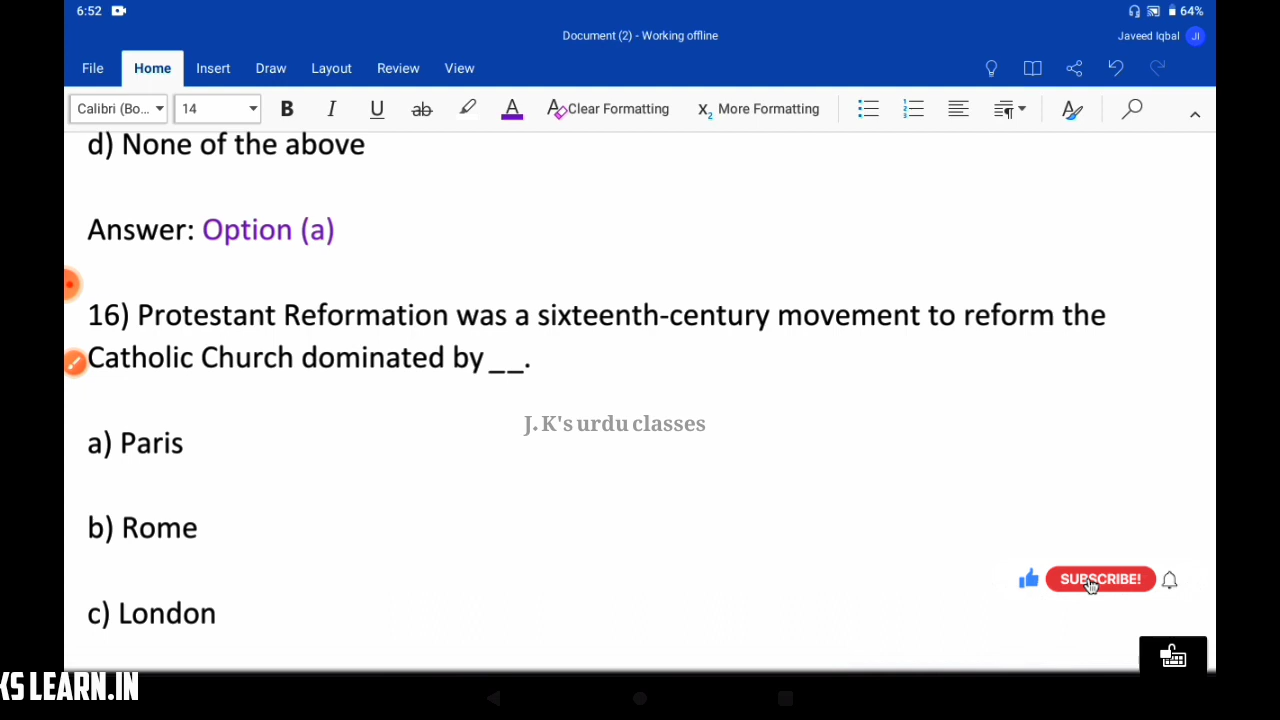 6:52
64%
Document (2) - Working offline
Javeed Iqbal JI
File Home Insert Draw Layout Review View
Calibri (Bo... 14 B I U ab A Clear Formatting X2 More Formatting
d) None of the above
Answer: Option (a)
16) Protestant Reformation was a sixteenth-century movement to reform the
Catholic Church dominated by __.
J. K's urdu classes
a) Paris
b) Rome
SUBSCRIBE!
c) London
KS LEARN.IN